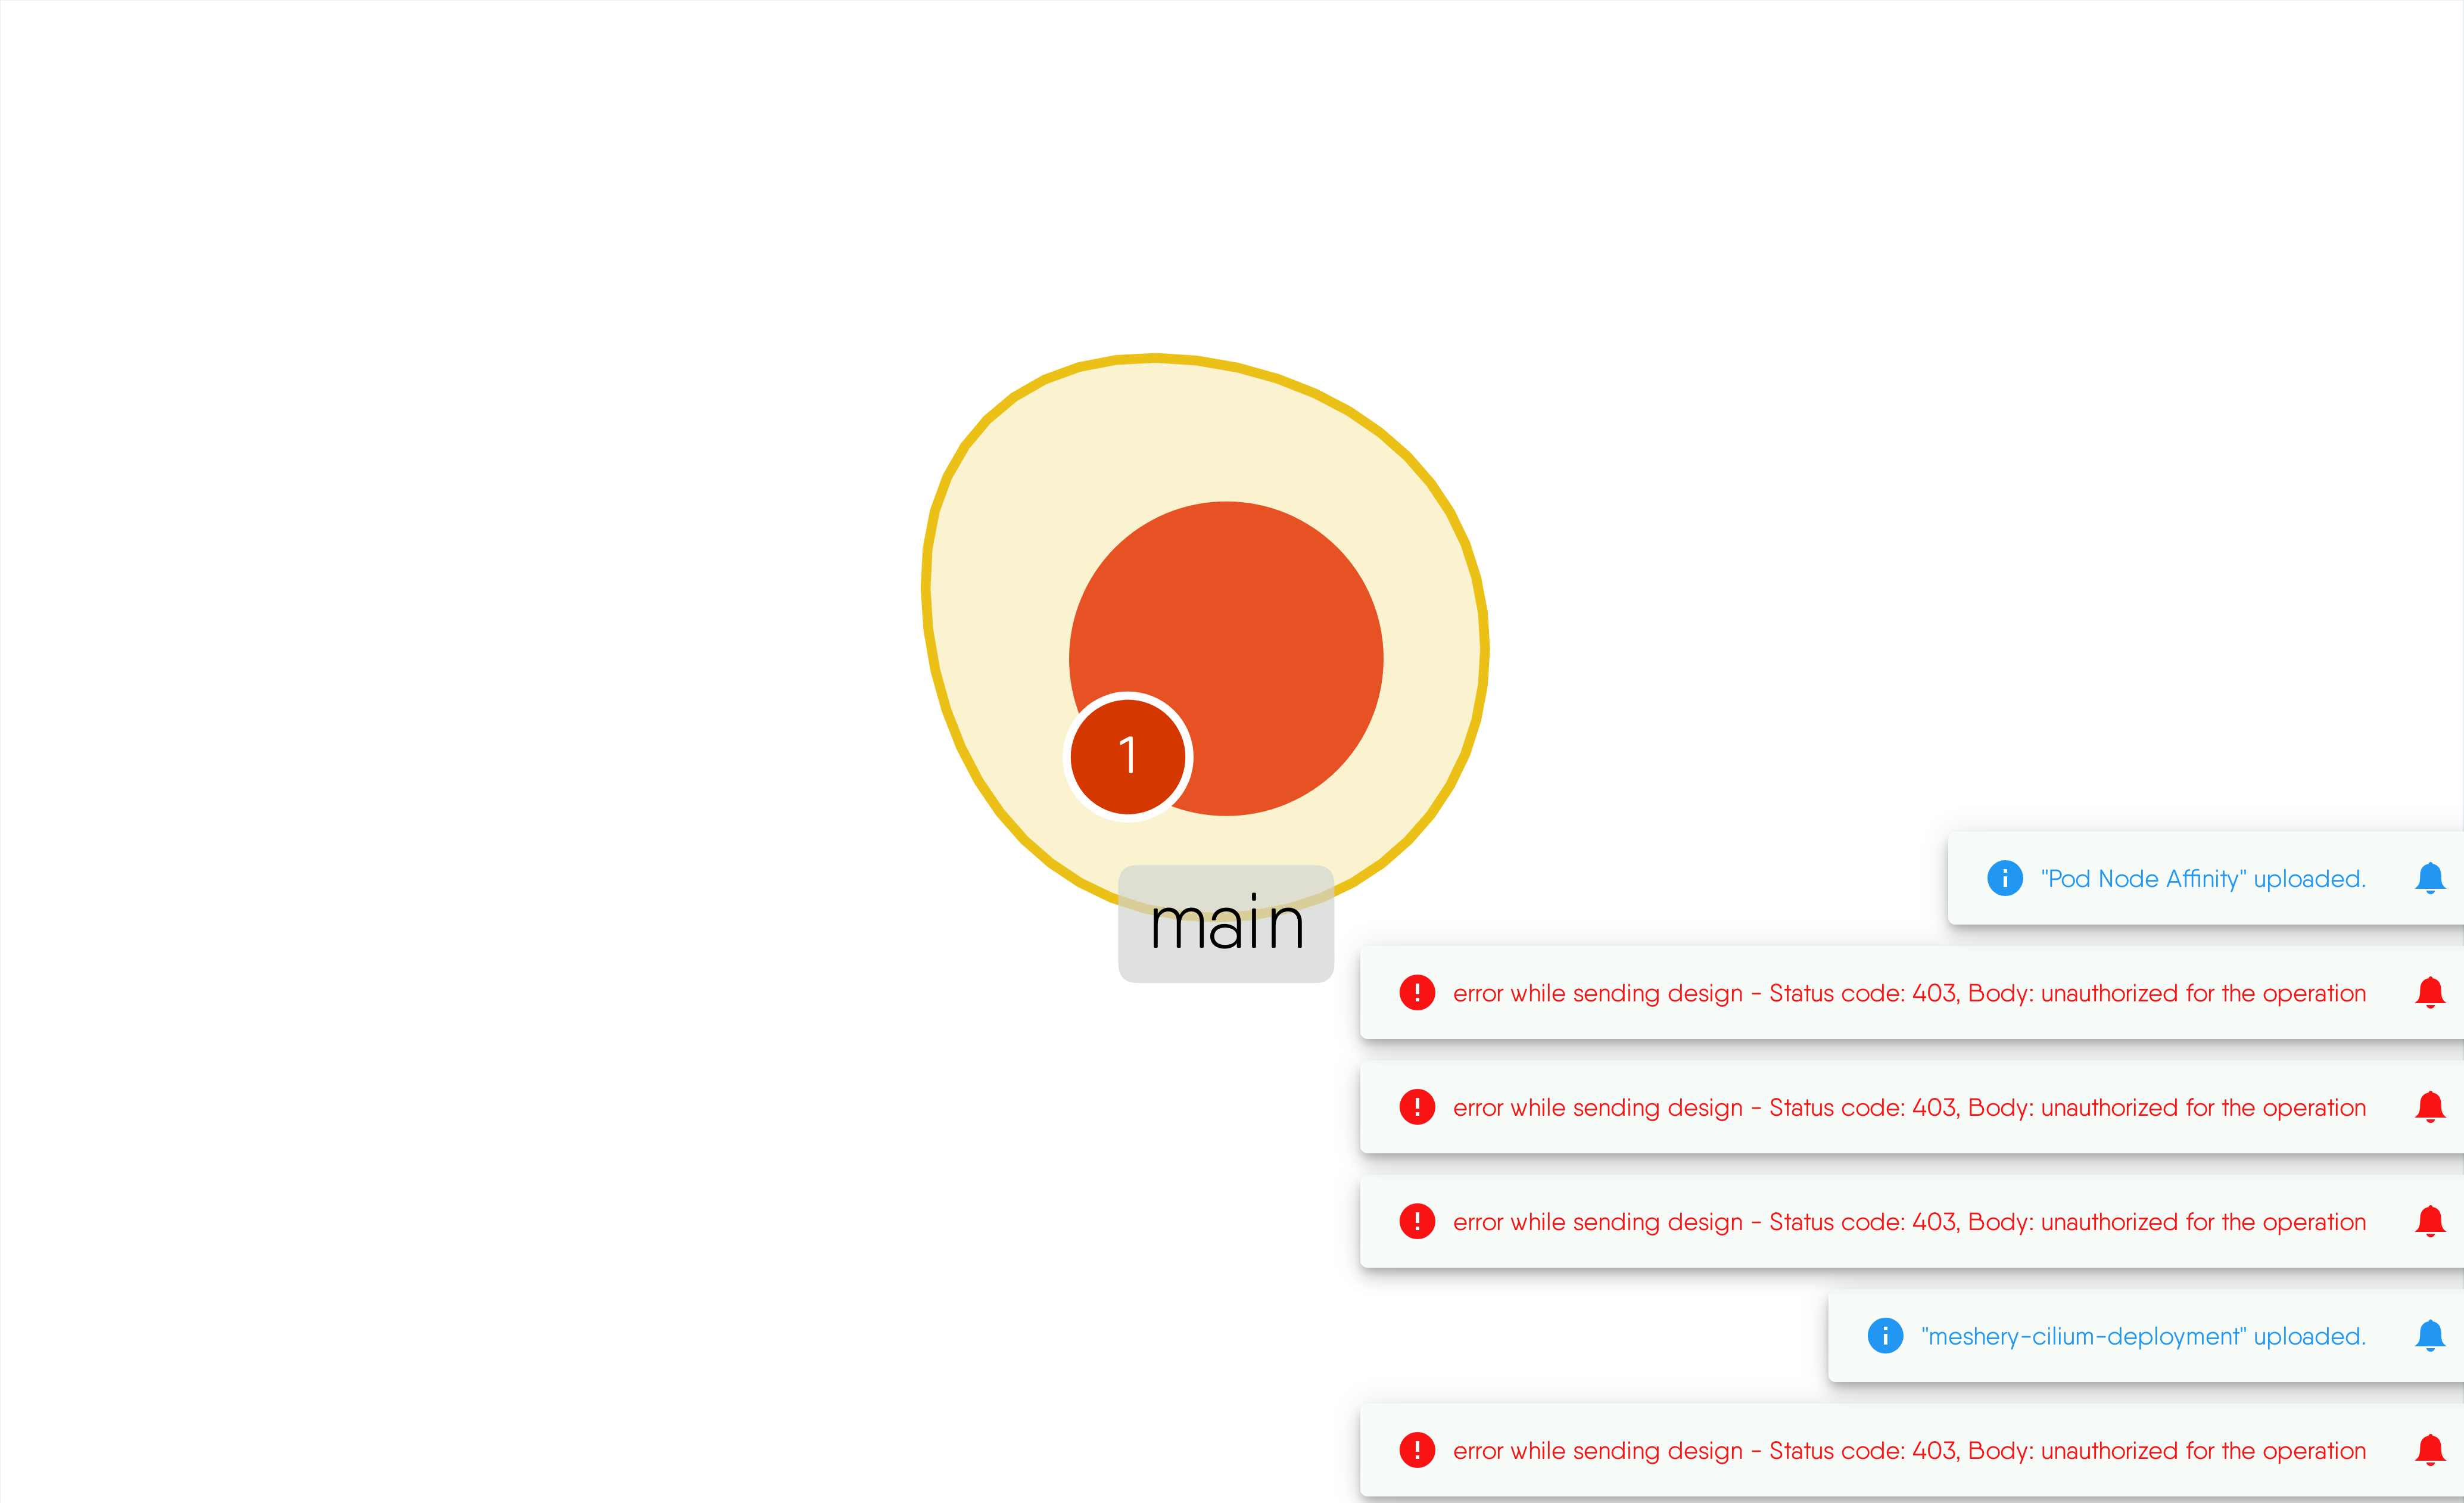 1
main
"Pod Node Affinity" uploaded.
error while sending design - Status code: 403, Body: unauthorized for the operation
error while sending design - Status code: 403, Body: unauthorized for the operation
error while sending design - Status code: 403, Body: unauthorized for the operation
"meshery-cilium-deployment" uploaded.
error while sending design - Status code: 403, Body: unauthorized for the operation